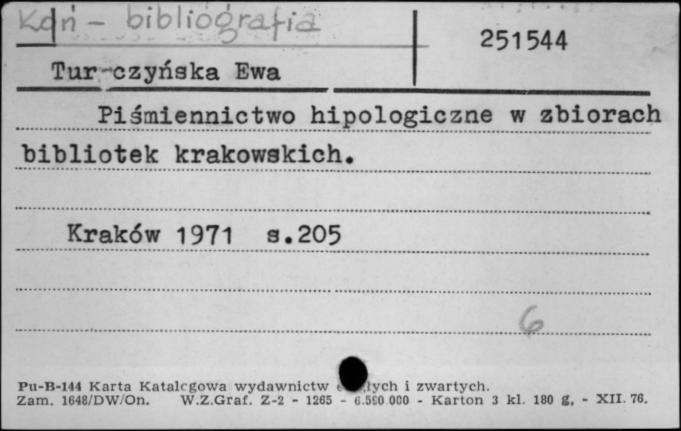 Koń - bibliografia
251544
Tur-czyńska Ewa
Piśmiennictwo hipologiczne w zbiorach
bibliotek krakowskich.
Kraków 1971 s.205
6
Pu-B-144 Karta Katalogowa wydawnictw i zwartych.
Zam. 1648/DW/On. W.Z.Graf. Z-2 - 1265 - 6.500.000 - Karton 3 kl. 180 g, - XII. 76.